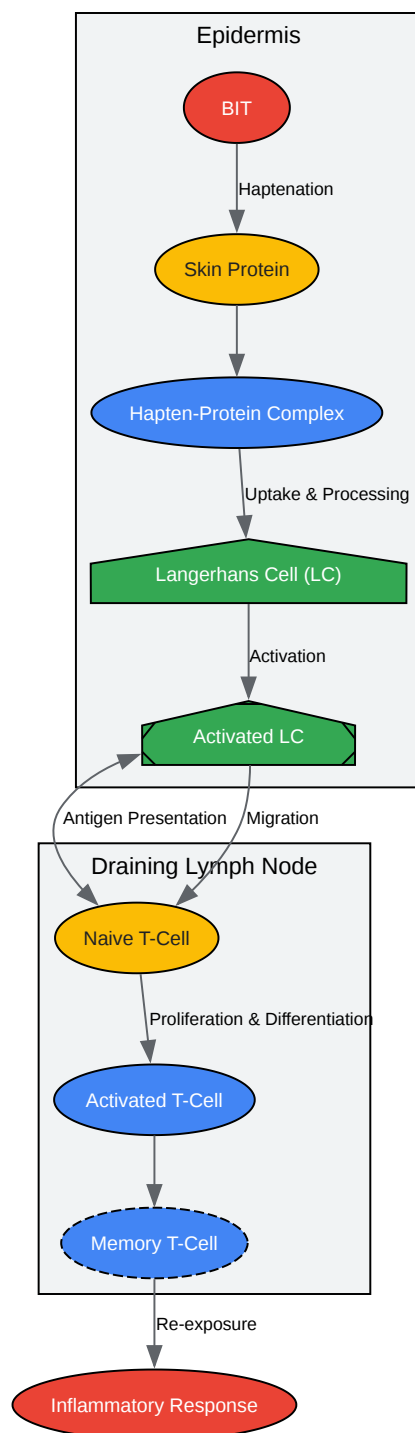 Epidermis
BIT
Haptenation
Skin Protein
Hapten-Protein Complex
Uptake & Processing
Langerhans Cell (LC)
Activation
Activated LC
Antigen Presentation
Migration
Draining Lymph Node
Naive T-Cell
Proliferation & Differentiation
Activated T-Cell
Memory T-Cell
Re-exposure
Inflammatory Response